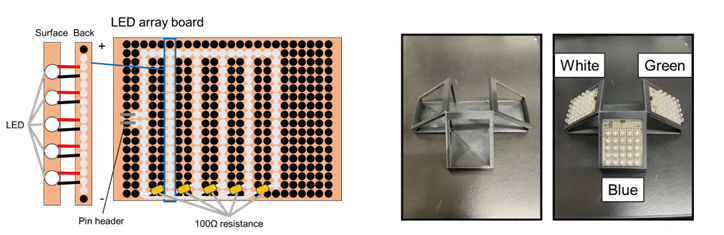 LED array board
Surface Back
+
LED
-
Pin header
100Ω resistance
White
Green
Blue